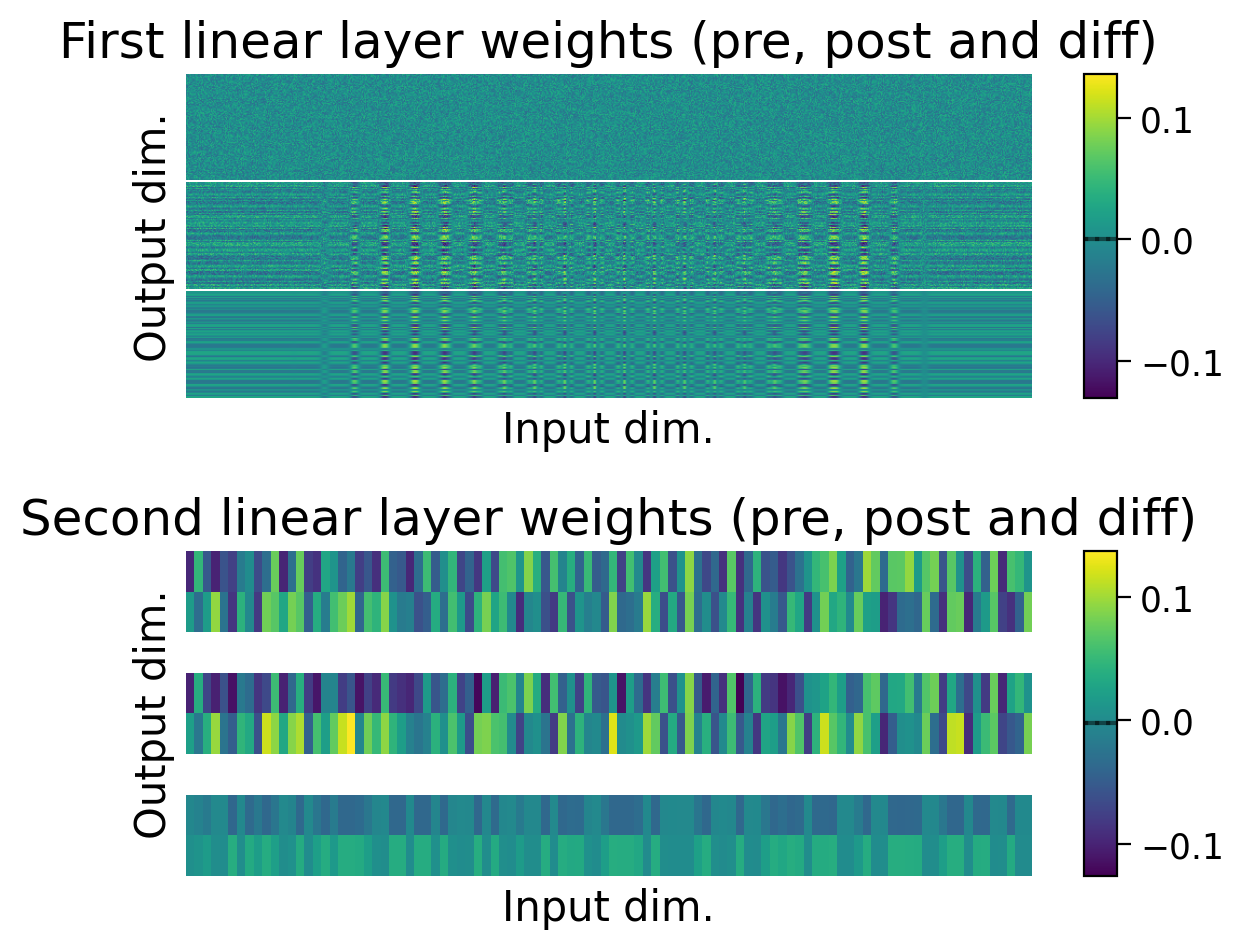 First linear layer weights (pre, post and diff)
Output dim.
0.1
0.0
−0.1
Input dim.
Second linear layer weights (pre, post and diff)
Output dim.
0.1
0.0
−0.1
Input dim.